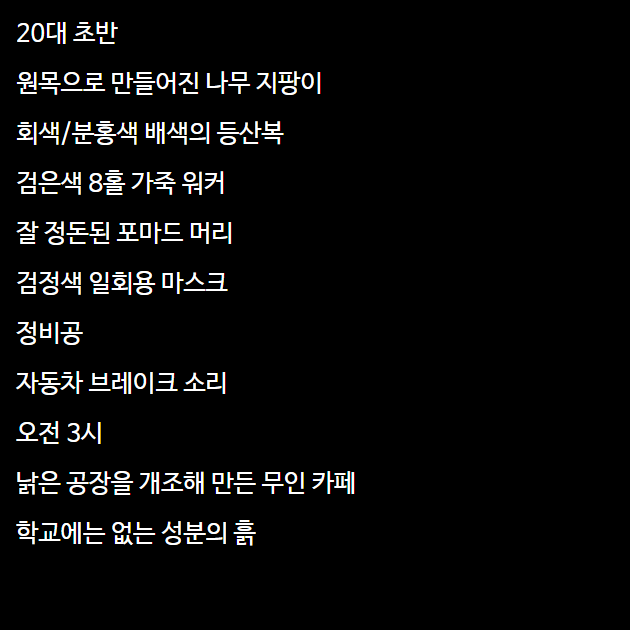 20대 초반
원목으로 만들어진 나무 지팡이
회색/분홍색 배색의 등산복
검은색 8홀 가죽 워커
잘 정돈된 포마드 머리
검정색 일회용 마스크
정비공
자동차 브레이크 소리
오전 3시
낡은 공장을 개조해 만든 무인 카페
학교에는 없는 성분의 흙